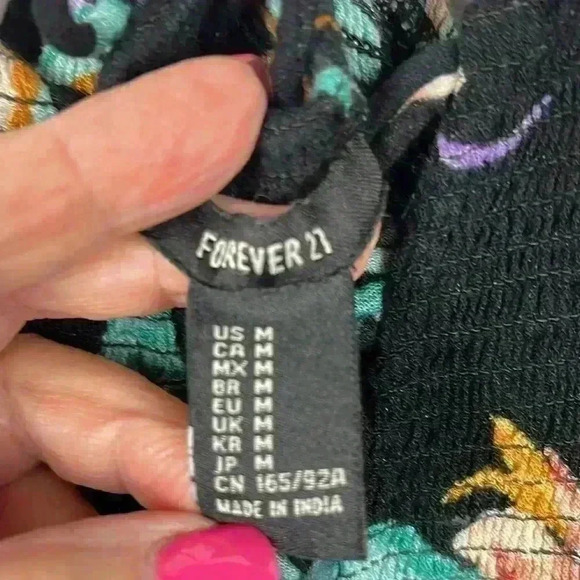 FOREVER 21
US M
CA M
MX M
BR M
EU M
UK M
KR M
JP M
CN 165/92A
MADE IN INDIA